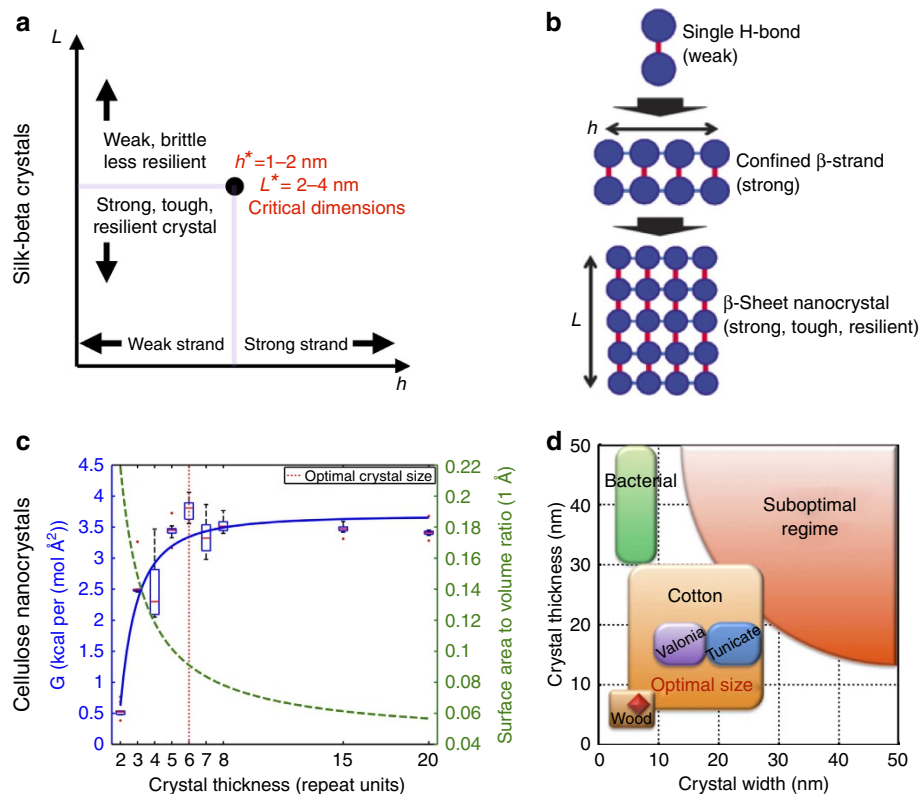 a
L
Silk-beta crystals
Weak, brittle
less resilient
h*=1–2 nm
L*= 2–4 nm
Critical dimensions
Strong, tough,
resilient crystal
Weak strand
Strong strand
h
b
Single H-bond
(weak)
h
Confined β-strand
(strong)
L
β-Sheet nanocrystal
(strong, tough, resilient)
c
Cellulose nanocrystals
G (kcal per (mol Å²))
4.5
4
3.5
3
2.5
2
1.5
1
0.5
0
Optimal crystal size
0.22
0.20
0.18
0.16
0.14
0.12
0.10
0.08
0.06
0.04
Surface area to volume ratio (1 Å)
2 3 4 5 6 7 8 15 20
Crystal thickness (repeat units)
d
Crystal thickness (nm)
50
40
30
20
10
0
Bacterial
Suboptimal
regime
Cotton
Valonia
Tunicate
Optimal size
Wood
0 10 20 30 40 50
Crystal width (nm)